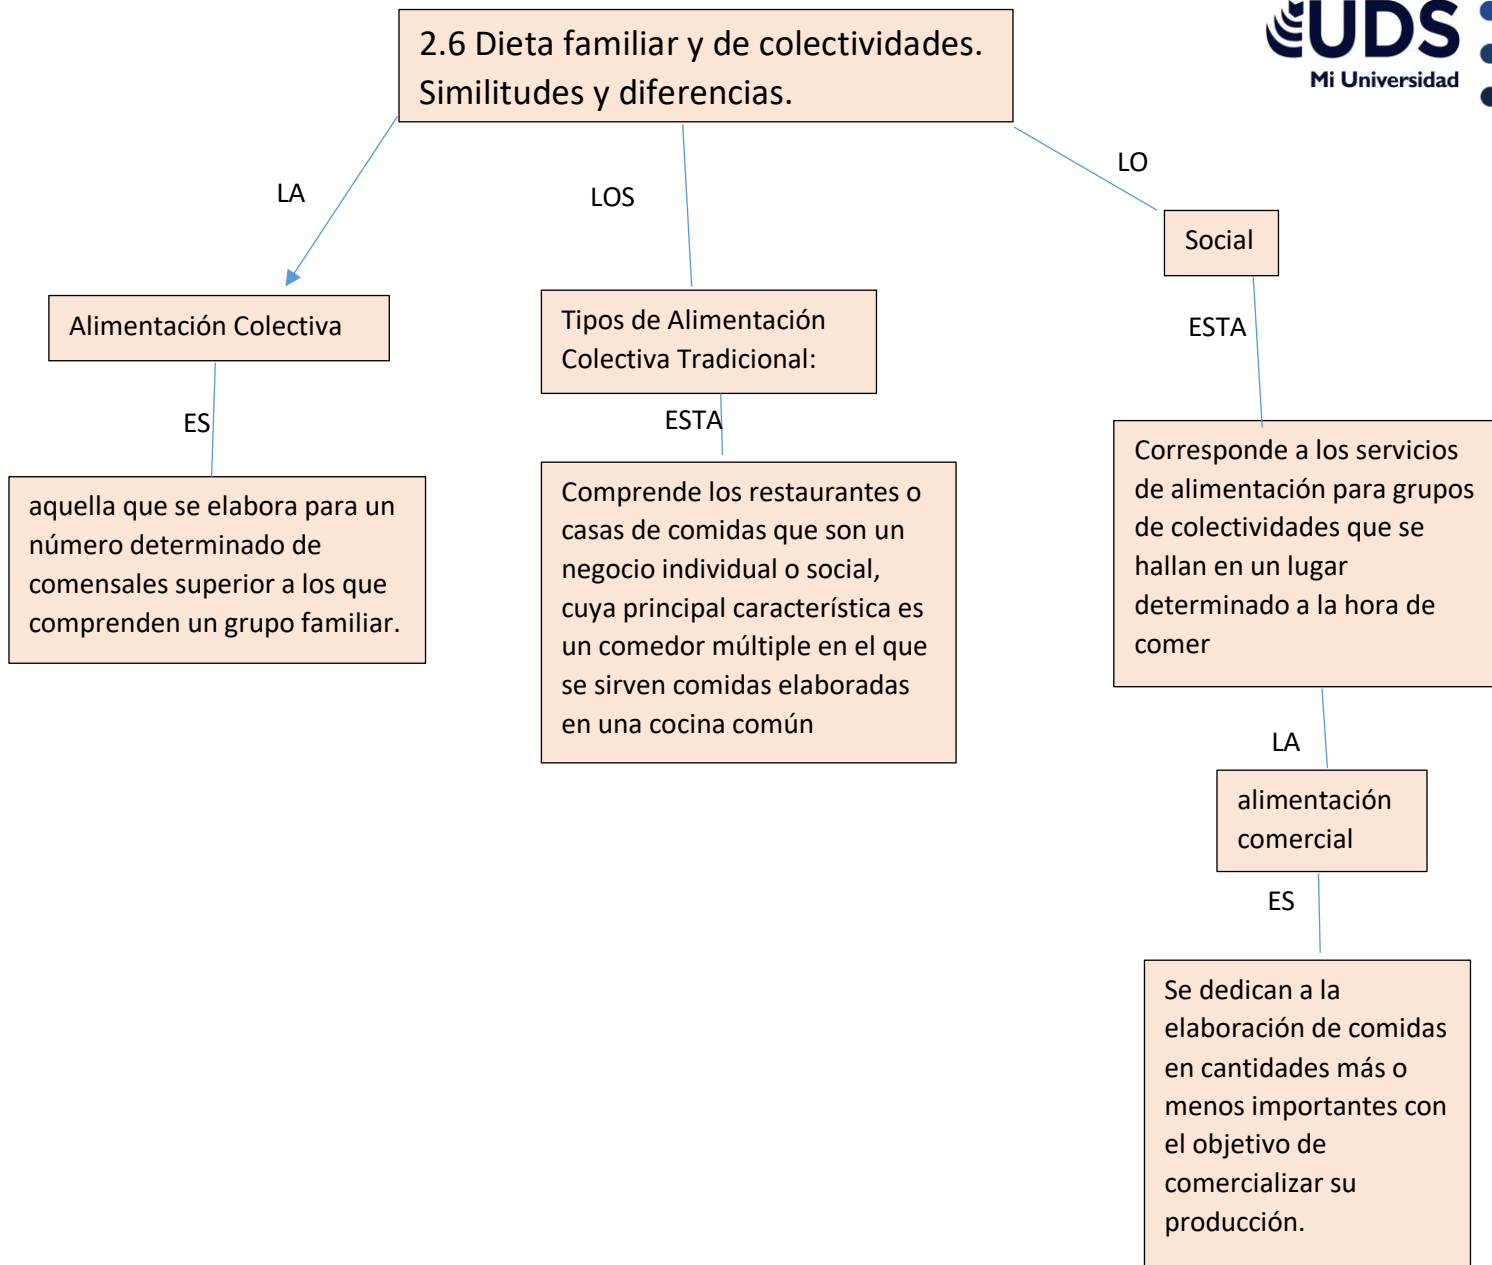 2.6 Dieta familiar y de colectividades.
Similitudes y diferencias.
UDS
Mi Universidad
LA
LOS
LO
Alimentación Colectiva
ES
aquella que se elabora para un
número determinado de
comensales superior a los que
comprenden un grupo familiar.
Tipos de Alimentación
Colectiva Tradicional:
ESTA
Comprende los restaurantes o
casas de comidas que son un
negocio individual o social,
cuya principal característica es
un comedor múltiple en el que
se sirven comidas elaboradas
en una cocina común
Social
ESTA
Corresponde a los servicios
de alimentación para grupos
de colectividades que se
hallan en un lugar
determinado a la hora de
comer
LA
alimentación
comercial
ES
Se dedican a la
elaboración de comidas
en cantidades más o
menos importantes con
el objetivo de
comercializar su
producción.